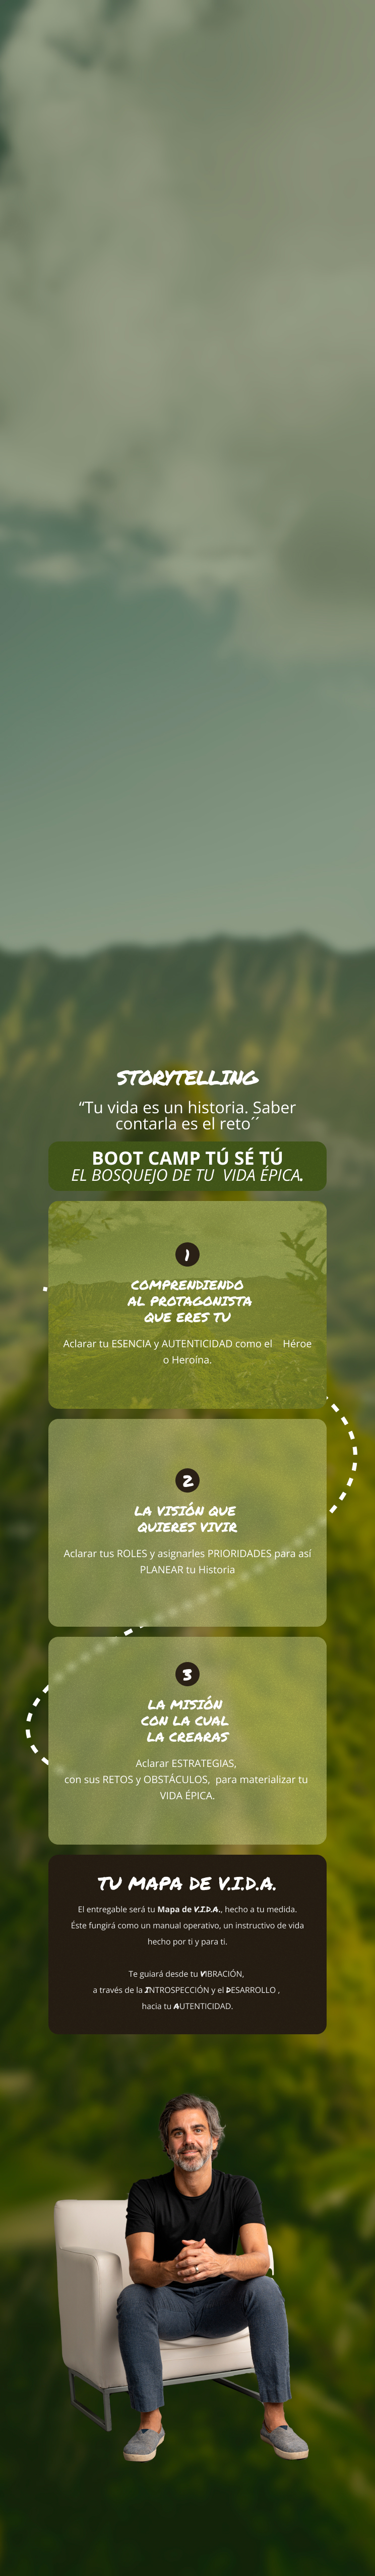 STORYTELLING
“Tu vida es un historia. Saber
contarla es el reto´´
BOOT CAMP TÚ SÉ TÚ
EL BOSQUEJO DE TU VIDA ÉPICA.
1
COMPRENDIENDO
AL PROTAGONISTA
QUE ERES TU
Aclarar tu ESENCIA y AUTENTICIDAD como el Héroe
o Heroína.
2
LA VISIÓN QUE
QUIERES VIVIR
Aclarar tus ROLES y asignarles PRIORIDADES para así
PLANEAR tu Historia
3
LA MISIÓN
CON LA CUAL
LA CREARAS
Aclarar ESTRATEGIAS,
con sus RETOS y OBSTÁCULOS, para materializar tu
VIDA ÉPICA.
TU MAPA DE V.I.D.A.
El entregable será tu Mapa de V.I.D.A., hecho a tu medida.
Éste fungirá como un manual operativo, un instructivo de vida
hecho por ti y para ti.
Te guiará desde tu VIBRACIÓN,
a través de la INTROSPECCIÓN y el DESARROLLO ,
hacia tu AUTENTICIDAD.